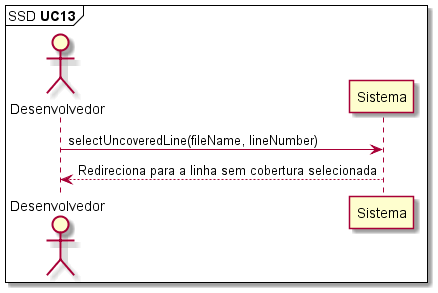 SSD UC13
Desenvolvedor
Sistema
selectUncoveredLine(fileName, lineNumber)
Redireciona para a linha sem cobertura selecionada
Desenvolvedor
Sistema